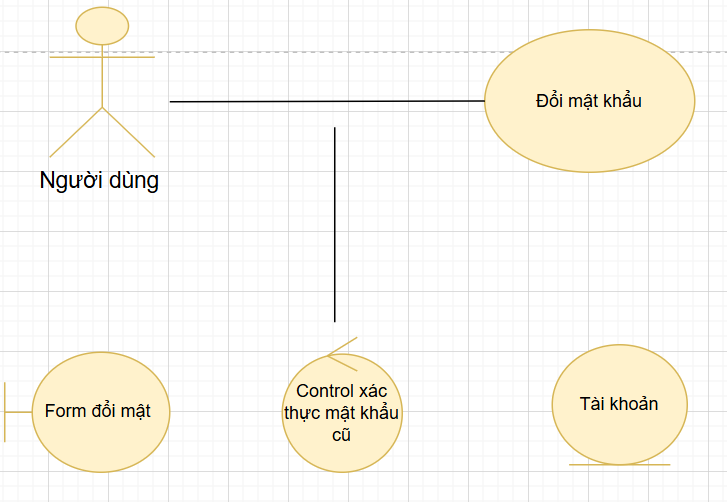 Đổi mật khẩu
Người dùng
Form đổi mật
Control xác
thực mật khẩu
cũ
Tài khoản